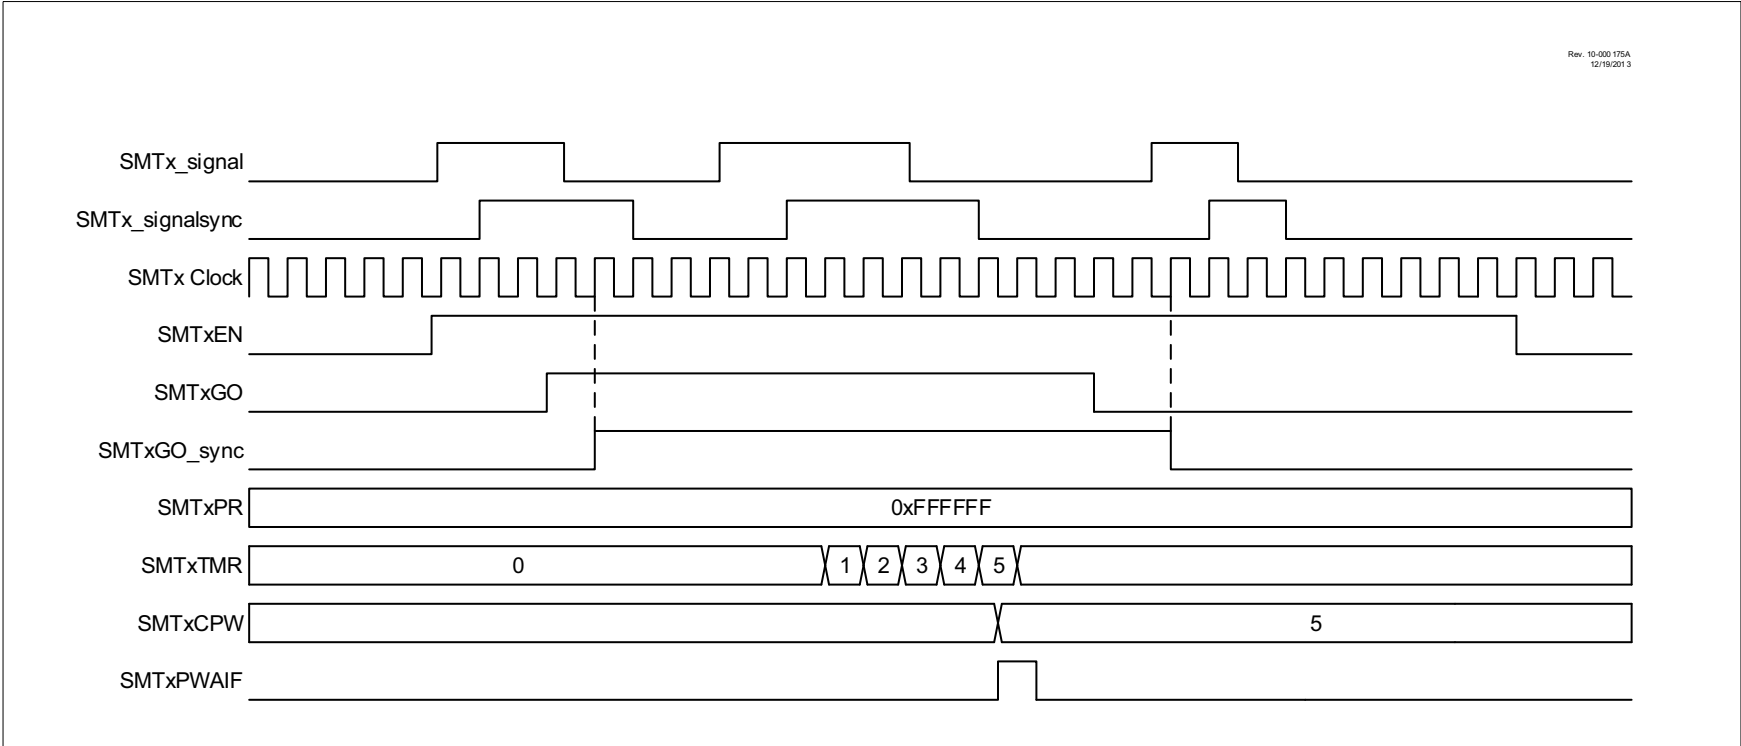 Rev. 10-000 175A
12/19/201 3
SMTx_signal
SMTx_signalsync
SMTx Clock
SMTxEN
SMTxGO
SMTxGO_sync
SMTxPR 0xFFFFFF
SMTxTMR 0 1 2 3 4 5
SMTxCPW 5
SMTxPWAIF